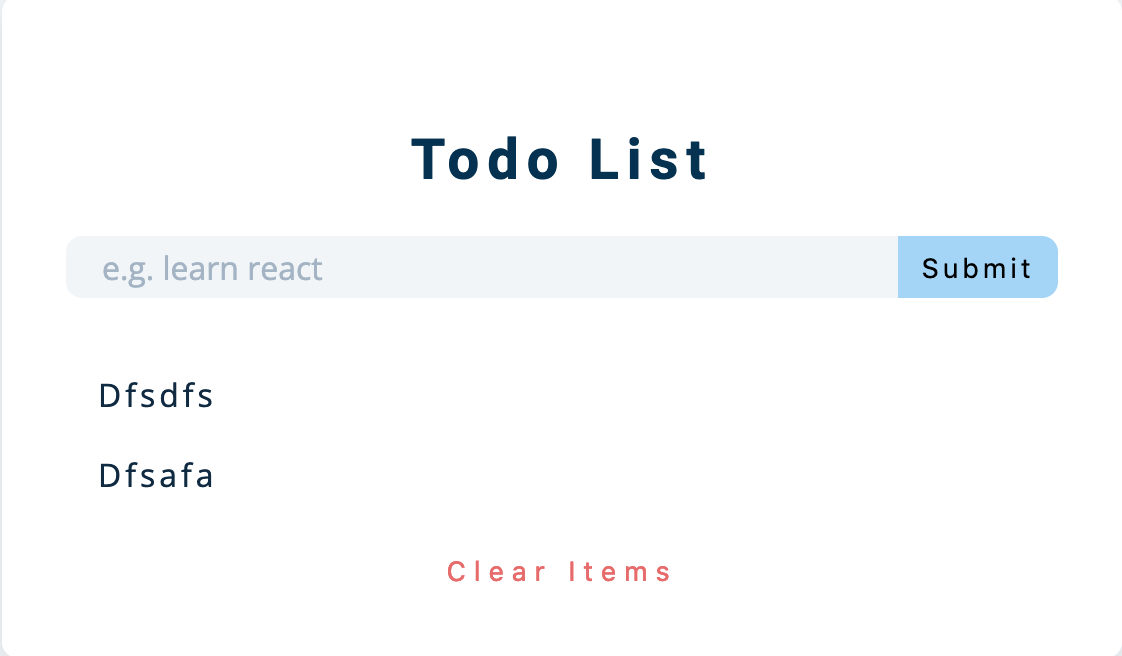 Todo List
e.g. learn react
Submit
Dfsdfs
Dfsafa
Clear Items